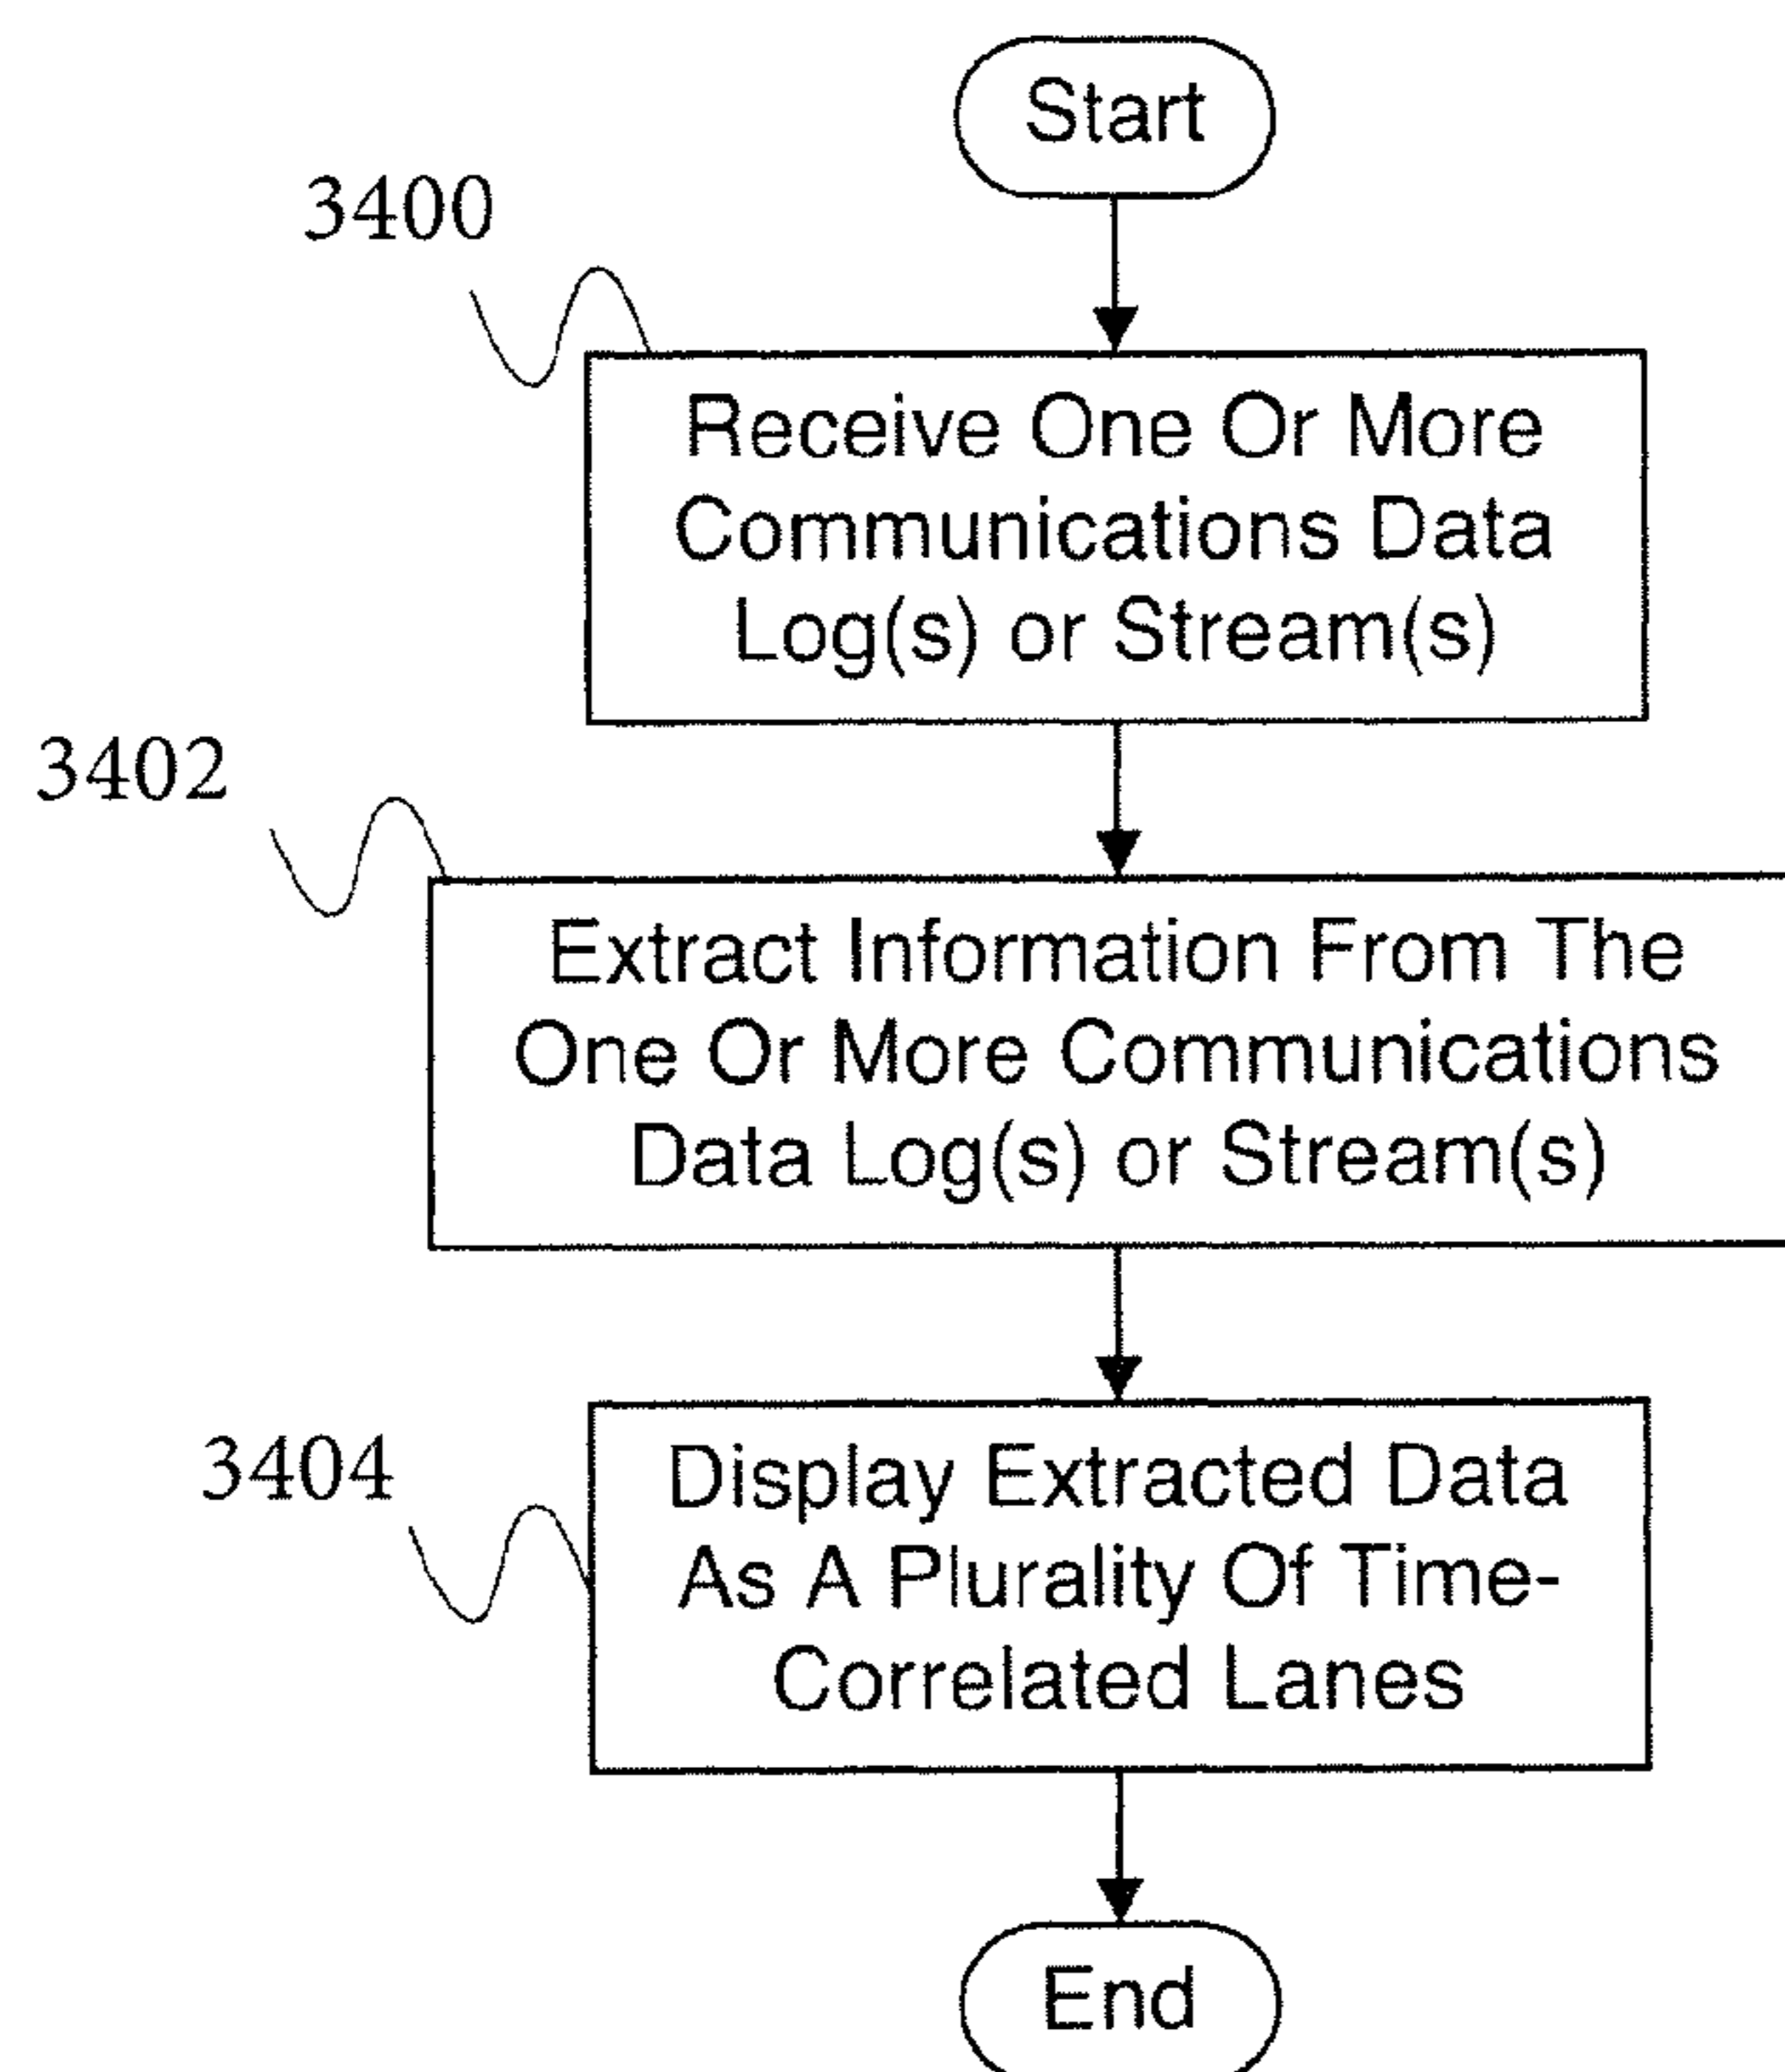 Start
3400
Receive One Or More
Communications Data
Log(s) or Stream(s)
3402
Extract Information From The
One Or More Communications
Data Log(s) or Stream(s)
3404
Display Extracted Data
As A Plurality Of Time-
Correlated Lanes
End